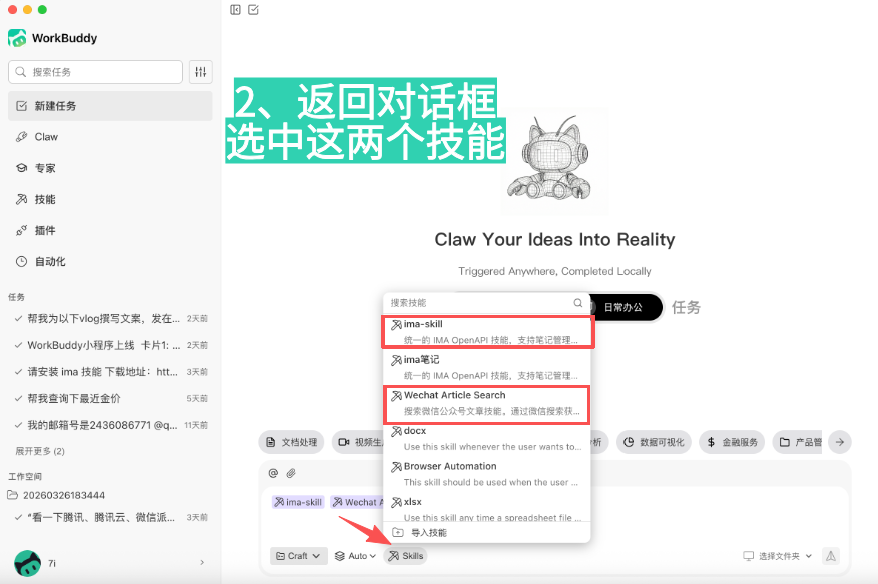 WorkBuddy
搜索任务
新建任务
Claw
专家
技能
插件
自动化
任务
帮我为以下vlog撰写文案，发在... 2天前
WorkBuddy小程序上线 卡片1: ... 2天前
请安装 ima 技能 下载地址：htt... 3天前
帮我查询下最近金价 5天前
我的邮箱号是2436086771 @q... 11天前
展开更多 (2)
工作空间
20260326183444
“看一下腾讯、腾讯云、微信派... 3天前
7i
2、返回对话框
选中这两个技能
Claw Your Ideas Into Reality
Triggered Anywhere, Completed Locally
日常办公 任务
搜索技能
ima-skill
统一的 IMA OpenAPI 技能，支持笔记管理...
ima笔记
统一的 IMA OpenAPI 技能，支持笔记管理...
Wechat Article Search
搜索微信公众号文章技能，通过微信搜索获...
docx
Use this skill whenever the user wants to...
Browser Automation
This skill should be used when the user ...
xlsx
Use this skill any time a spreadsheet file ...
导入技能
文档处理 视频生 析 数据可视化 金融服务 产品管
@
ima-skill Wechat A
Craft Auto Skills 选择文件夹